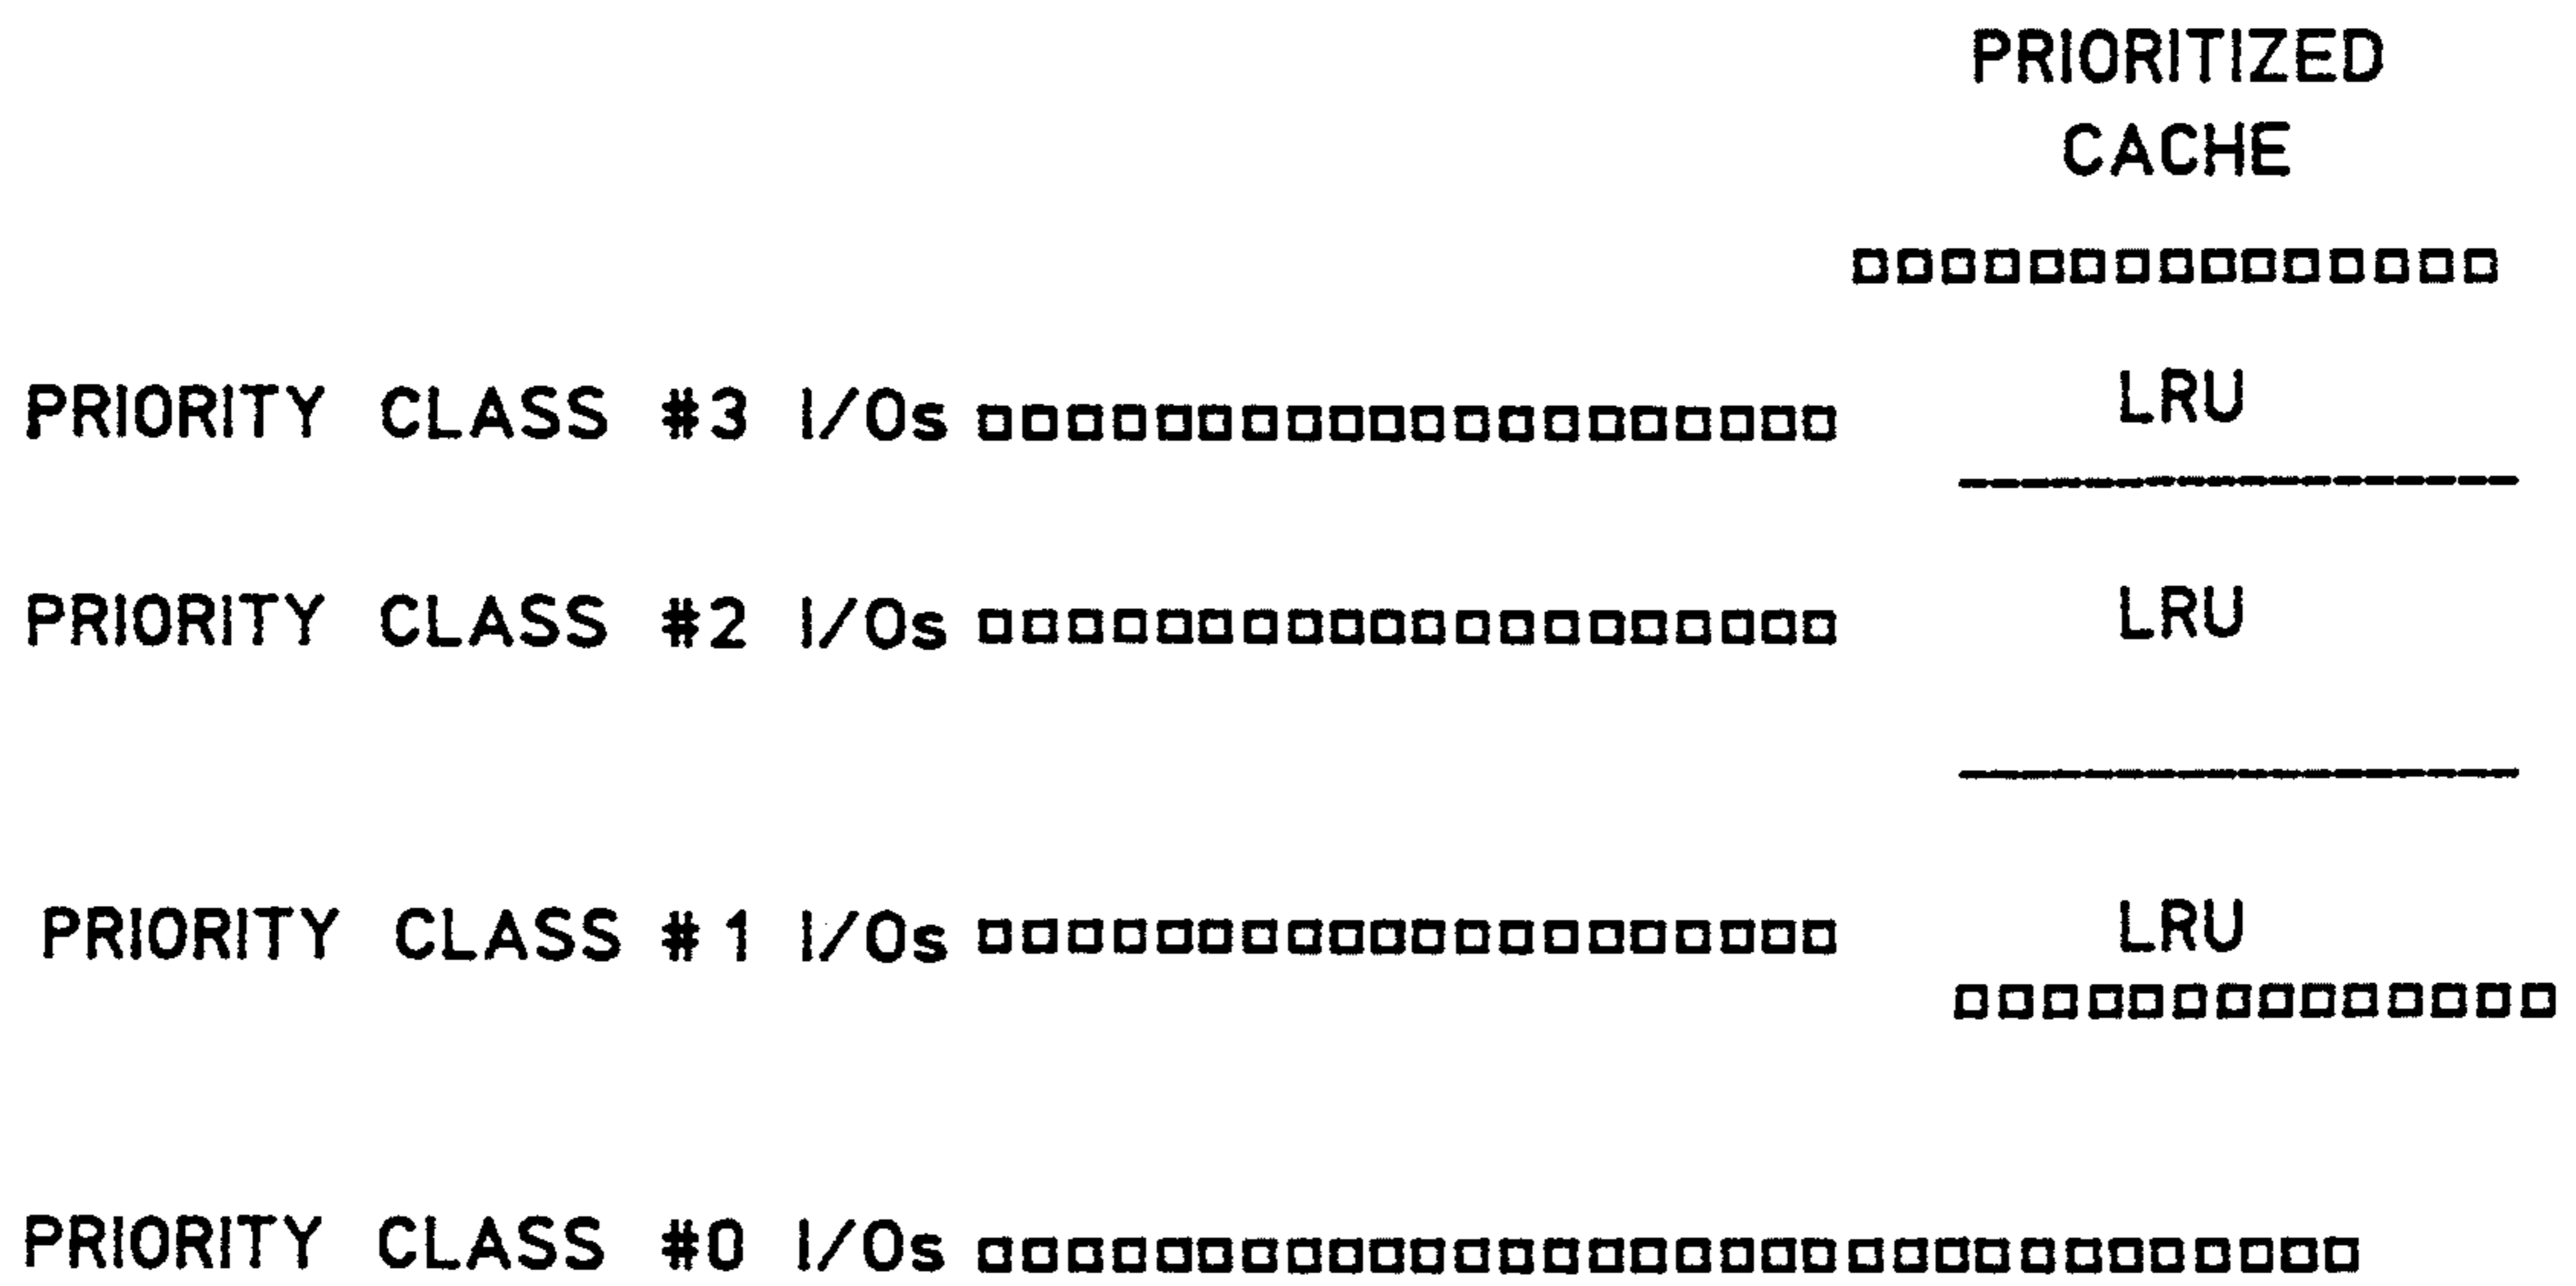 PRIORITIZED
CACHE
PRIORITY CLASS #3 I/Os LRU
PRIORITY CLASS #2 I/Os LRU
PRIORITY CLASS #1 I/Os LRU
PRIORITY CLASS #0 I/Os